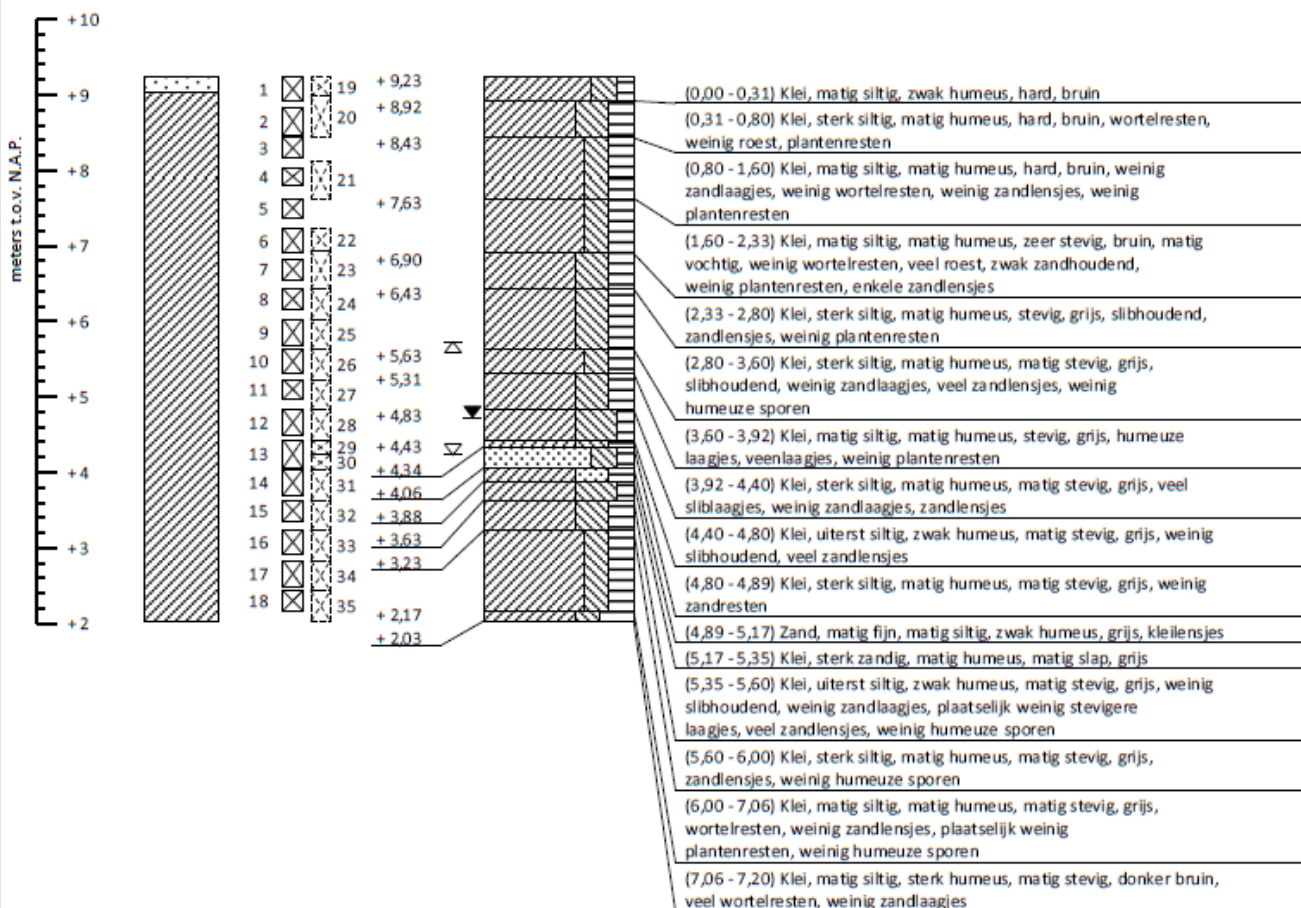 +10
+9
+8
+7
+6
+5
+4
+3
+2
meters t.o.v. N.A.P.
1
2
3
4
5
6
7
8
9
10
11
12
13
14
15
16
17
18
19
20
21
22
23
24
25
26
27
28
29
30
31
32
33
34
35
+ 9,23
+ 8,92
+ 8,43
+ 7,63
+ 6,90
+ 6,43
+ 5,63
+ 5,31
+ 4,83
+ 4,43
+ 4,34
+ 4,06
+ 3,88
+ 3,63
+ 3,23
+ 2,17
+ 2,03
(0,00 - 0,31) Klei, matig siltig, zwak humeus, hard, bruin
(0,31 - 0,80) Klei, sterk siltig, matig humeus, hard, bruin, wortelresten,
weinig roest, plantenresten
(0,80 - 1,60) Klei, matig siltig, matig humeus, hard, bruin, weinig
zandlaagjes, weinig wortelresten, weinig zandlensjes, weinig
plantenresten
(1,60 - 2,33) Klei, matig siltig, matig humeus, zeer stevig, bruin, matig
vochtig, weinig wortelresten, veel roest, zwak zandhoudend,
weinig plantenresten, enkele zandlensjes
(2,33 - 2,80) Klei, sterk siltig, matig humeus, stevig, grijs, slibhoudend,
zandlensjes, weinig plantenresten
(2,80 - 3,60) Klei, sterk siltig, matig humeus, matig stevig, grijs,
slibhoudend, weinig zandlaagjes, veel zandlensjes, weinig
humeuze sporen
(3,60 - 3,92) Klei, matig siltig, matig humeus, stevig, grijs, humeuze
laagjes, veenlaagjes, weinig plantenresten
(3,92 - 4,40) Klei, sterk siltig, matig humeus, matig stevig, grijs, veel
sliblaagjes, weinig zandlaagjes, zandlensjes
(4,40 - 4,80) Klei, uiterst siltig, zwak humeus, matig stevig, grijs, weinig
slibhoudend, veel zandlensjes
(4,80 - 4,89) Klei, sterk siltig, matig humeus, matig stevig, grijs, weinig
zandresten
(4,89 - 5,17) Zand, matig fijn, matig siltig, zwak humeus, grijs, kleilensjes
(5,17 - 5,35) Klei, sterk zandig, matig humeus, matig slap, grijs
(5,35 - 5,60) Klei, uiterst siltig, zwak humeus, matig stevig, grijs, weinig
slibhoudend, weinig zandlaagjes, plaatselijk weinig stevigere
laagjes, veel zandlensjes, weinig humeuze sporen
(5,60 - 6,00) Klei, sterk siltig, matig humeus, matig stevig, grijs,
zandlensjes, weinig humeuze sporen
(6,00 - 7,06) Klei, matig siltig, matig humeus, matig stevig, grijs,
wortelresten, weinig zandlensjes, plaatselijk weinig
plantenresten, weinig humeuze sporen
(7,06 - 7,20) Klei, matig siltig, sterk humeus, matig stevig, donker bruin,
veel wortelresten, weinig zandlaagjes